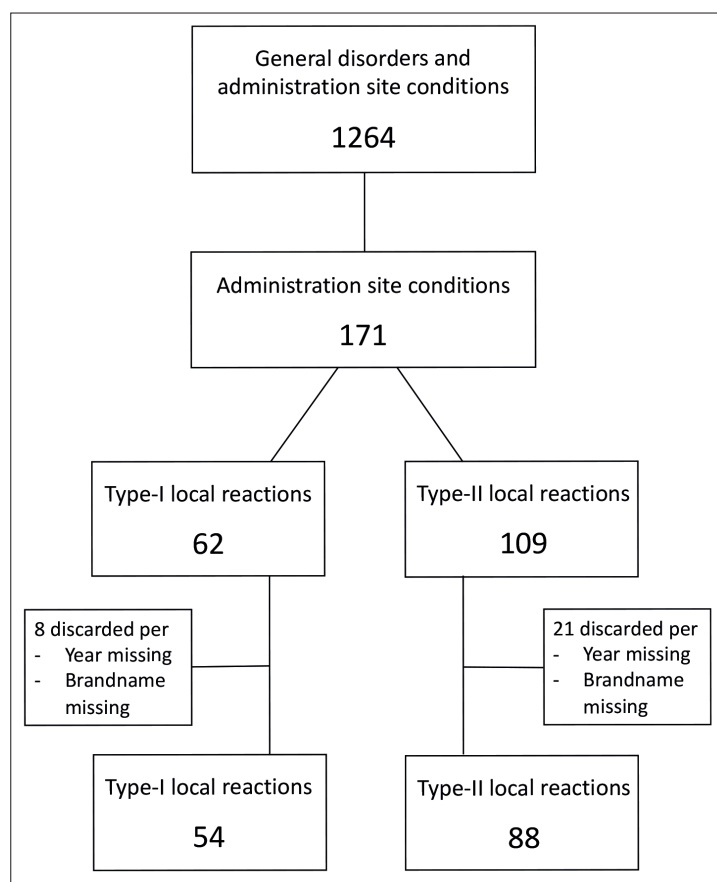 General disorders and
administration site conditions
1264
Administration site conditions
171
Type-I local reactions
62
Type-II local reactions
109
8 discarded per
- Year missing
- Brandname
missing
21 discarded per
- Year missing
- Brandname
missing
Type-I local reactions
54
Type-II local reactions
88